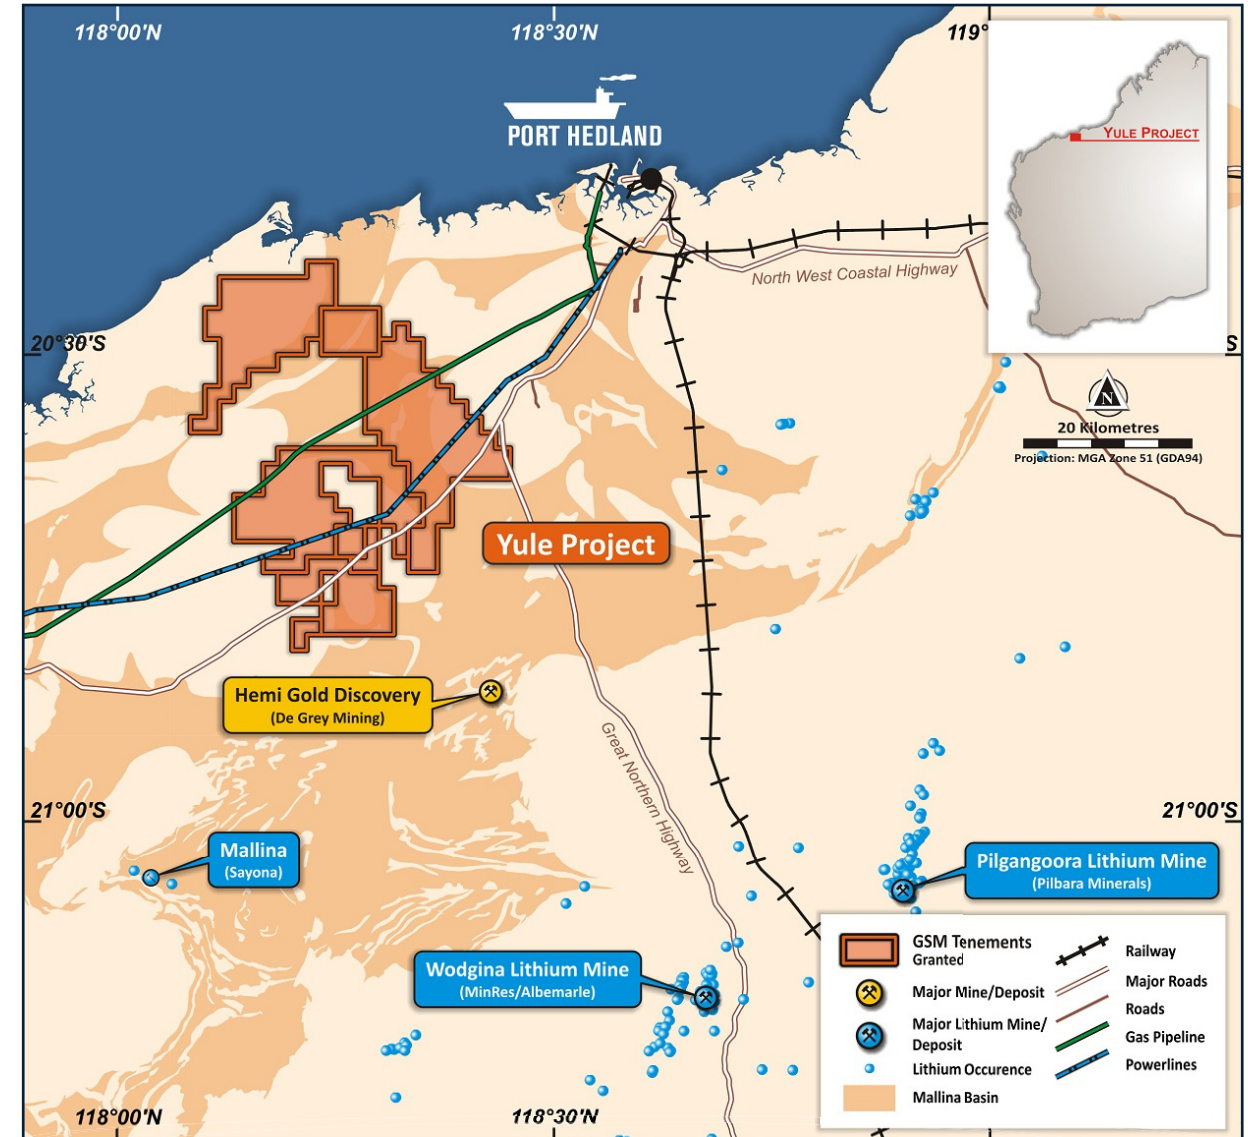 118°00'N
118°30'N
119°
PORT HEDLAND
YULE PROJECT
North West Coastal Highway
20°30'S
S
N
20 Kilometres
Projection: MGA Zone 51 (GDA94)
Yule Project
Hemi Gold Discovery
(De Grey Mining)
Great Northern Highway
21°00'S
21°00'S
Mallina
(Sayona)
Pilgangoora Lithium Mine
(Pilbara Minerals)
Wodgina Lithium Mine
(MinRes/Albemarle)
GSM Tenements
Granted
Major Mine/Deposit
Major Lithium Mine/
Deposit
Lithium Occurence
Mallina Basin
Railway
Major Roads
Roads
Gas Pipeline
Powerlines
118°00'N
118°30'N